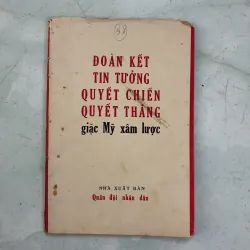 ĐOÀN KẾT
TIN TƯỞNG
QUYẾT CHIẾN
QUYẾT THẮNG
giặc Mỹ xâm lược
NHÀ XUẤT BẢN
Quân đội nhân dân